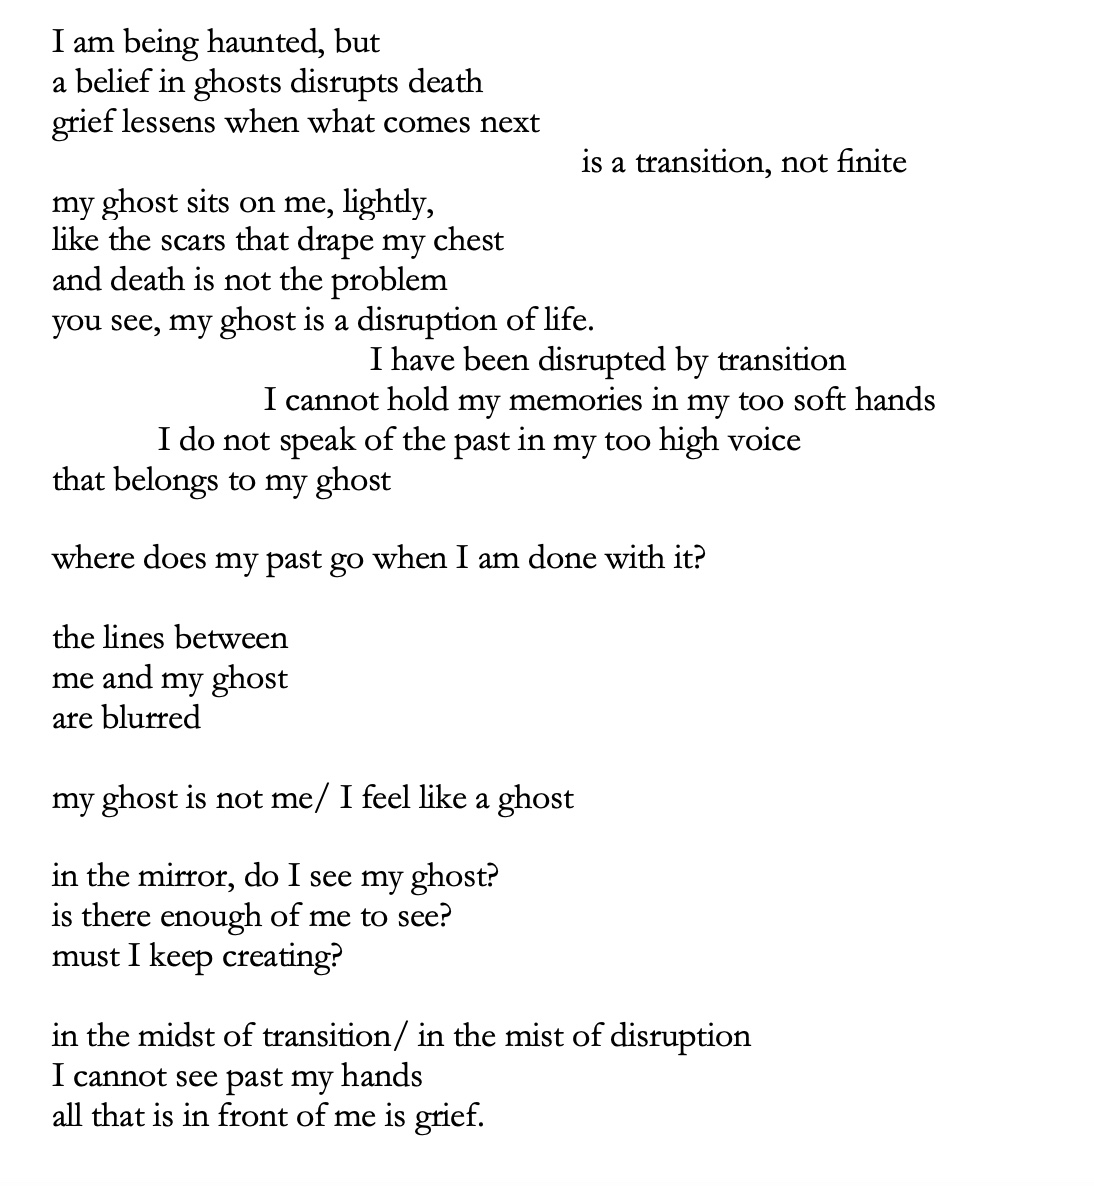 I am being haunted, but
a belief in ghosts disrupts death
grief lessens when what comes next
is a transition, not finite
my ghost sits on me, lightly,
like the scars that drape my chest
and death is not the problem
you see, my ghost is a disruption of life.
I have been disrupted by transition
I cannot hold my memories in my too soft hands
I do not speak of the past in my too high voice
that belongs to my ghost
where does my past go when I am done with it?
the lines between
me and my ghost
are blurred
my ghost is not me/ I feel like a ghost
in the mirror, do I see my ghost?
is there enough of me to see?
must I keep creating?
in the midst of transition/ in the mist of disruption
I cannot see past my hands
all that is in front of me is grief.